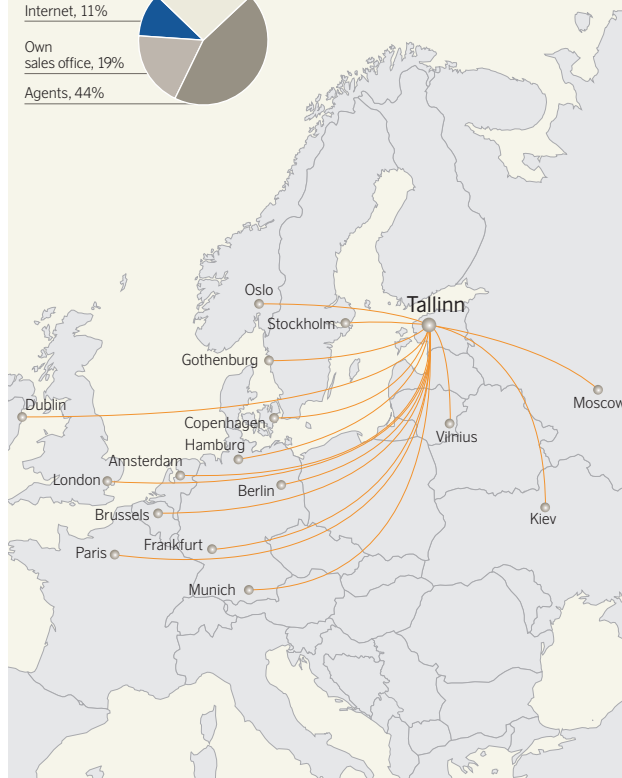 Internet, 11%
Own
sales office, 19%
Agents, 44%
Oslo
Tallinn
Stockholm
Gothenburg
Dublin
Moscow
Copenhagen
Vilnius
Hamburg
Amsterdam
London
Berlin
Brussels
Kiev
Frankfurt
Paris
Munich